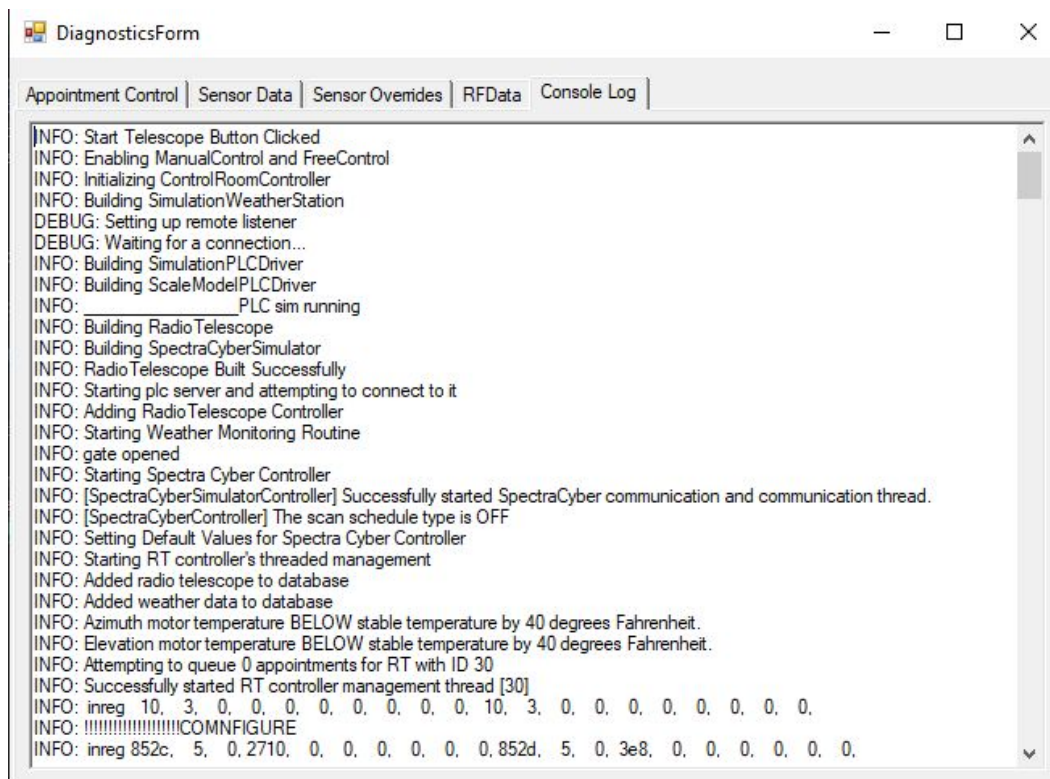 DiagnosticsForm
Appointment Control Sensor Data Sensor Overrides RFData Console Log
INFO: Start Telescope Button Clicked
INFO: Enabling ManualControl and FreeControl
INFO: Initializing ControlRoomController
INFO: Building SimulationWeatherStation
DEBUG: Setting up remote listener
DEBUG: Waiting for a connection...
INFO: Building SimulationPLCDriver
INFO: Building ScaleModelPLCDriver
INFO: ________________PLC sim running
INFO: Building RadioTelescope
INFO: Building SpectraCyberSimulator
INFO: RadioTelescope Built Successfully
INFO: Starting plc server and attempting to connect to it
INFO: Adding RadioTelescope Controller
INFO: Starting Weather Monitoring Routine
INFO: gate opened
INFO: Starting Spectra Cyber Controller
INFO: [SpectraCyberSimulatorController] Successfully started SpectraCyber communication and communication thread.
INFO: [SpectraCyberController] The scan schedule type is OFF
INFO: Setting Default Values for Spectra Cyber Controller
INFO: Starting RT controller's threaded management
INFO: Added radio telescope to database
INFO: Added weather data to database
INFO: Azimuth motor temperature BELOW stable temperature by 40 degrees Fahrenheit.
INFO: Elevation motor temperature BELOW stable temperature by 40 degrees Fahrenheit.
INFO: Attempting to queue 0 appointments for RT with ID 30
INFO: Successfully started RT controller management thread [30]
INFO: inreg 10, 3, 0, 0, 0, 0, 0, 0, 0, 0, 10, 3, 0, 0, 0, 0, 0, 0, 0, 0,
INFO: !!!!!!!!!!!!!!!!!!!!COMNFIGURE
INFO: inreg 852c, 5, 0, 2710, 0, 0, 0, 0, 0, 0, 852d, 5, 0, 3e8, 0, 0, 0, 0, 0, 0,